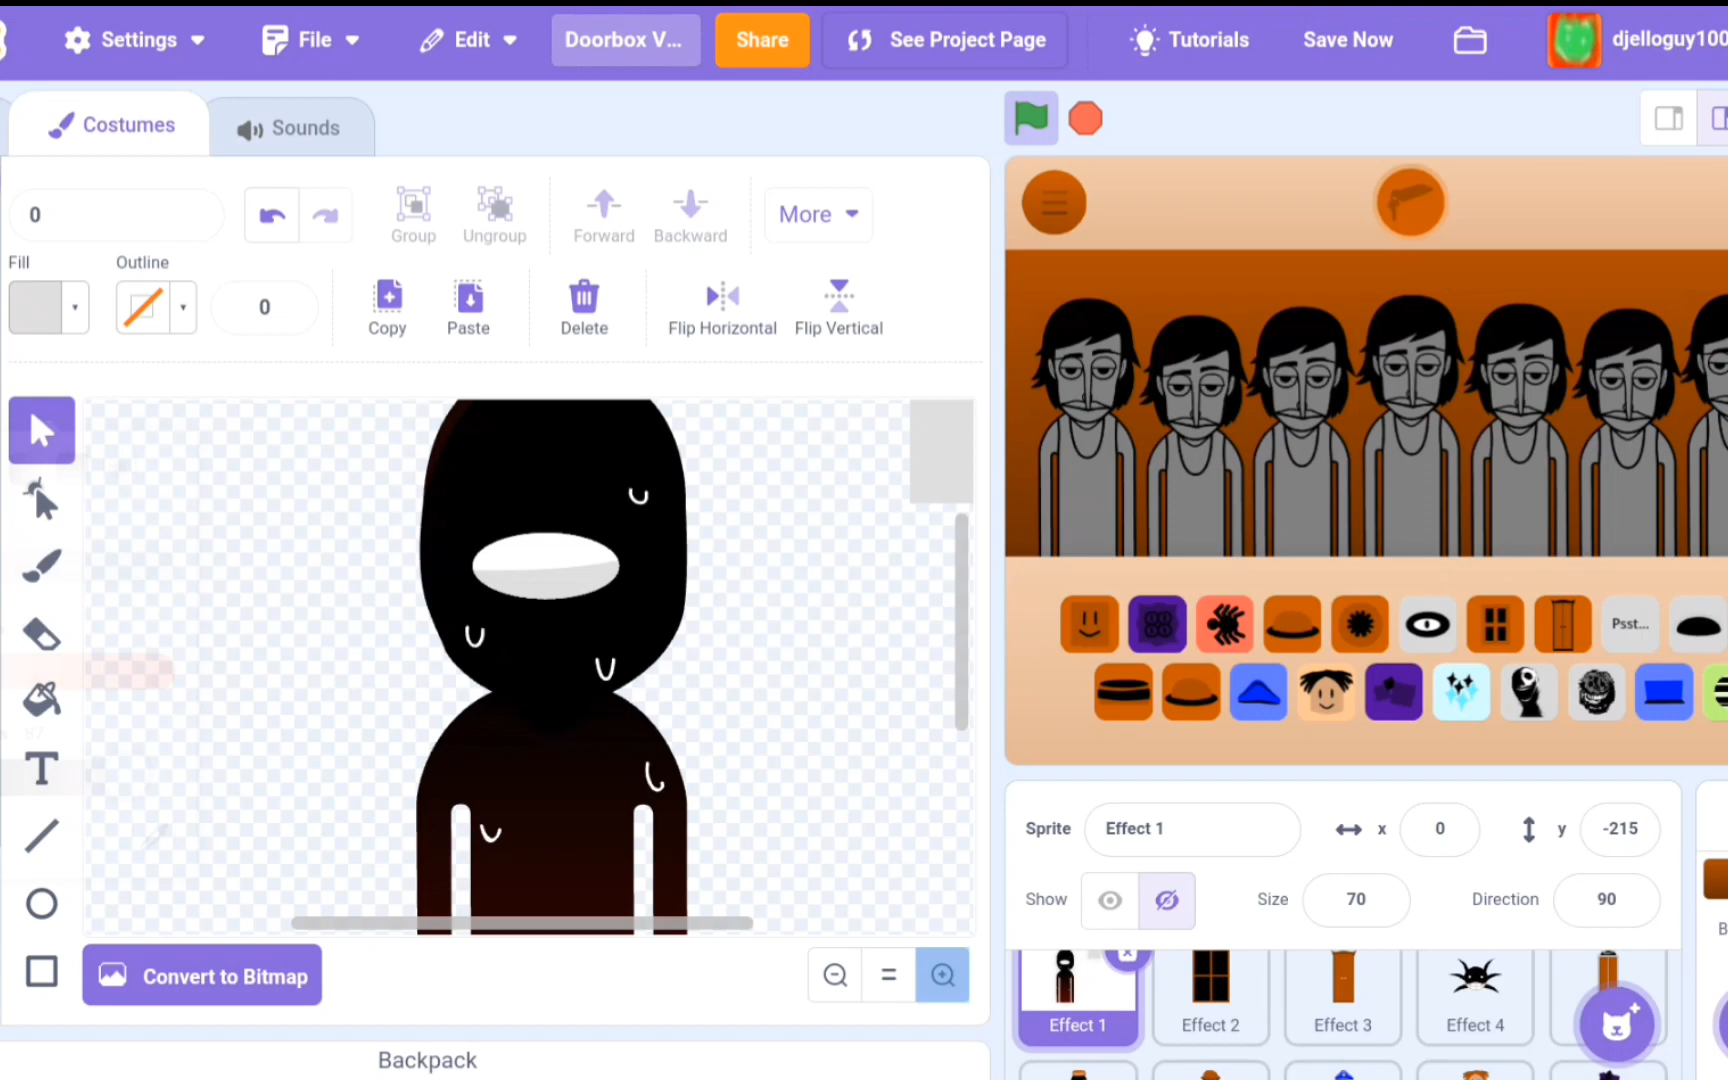 Settings
File
Edit
Doorbox V...
Share
See Project Page
Tutorials
Save Now
djelloguy100
Costumes
Sounds
0
Group
Ungroup
Forward
Backward
More
Fill
Outline
0
Copy
Paste
Delete
Flip Horizontal
Flip Vertical
T
Convert to Bitmap
=
Backpack
Psst...
Sprite
Effect 1
x
0
y
-215
Show
Size
70
Direction
90
Effect 1
Effect 2
Effect 3
Effect 4
B